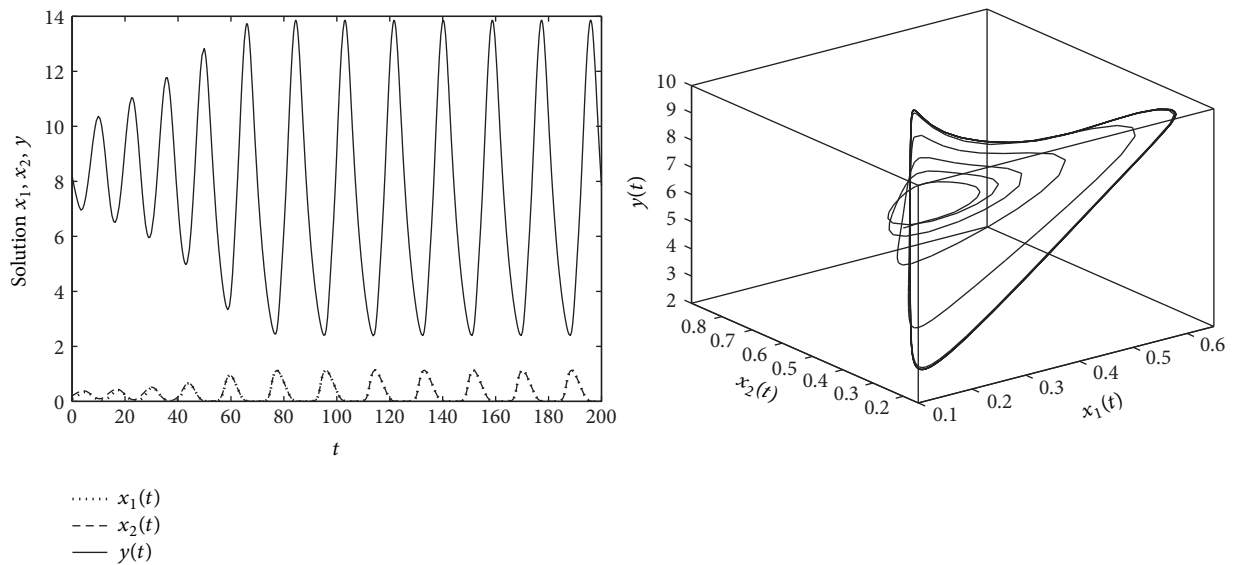 14
12
10
8
6
4
2
0
Solution x₁, x₂, y
0 20 40 60 80 100 120 140 160 180 200
t
x₁(t)
x₂(t)
y(t)
10
9
8
7
6
5
4
3
2
y(t)
0.8 0.7 0.6 0.5 0.4 0.3 0.2
x₂(t)
0.1 0.2 0.3 0.4 0.5 0.6
x₁(t)